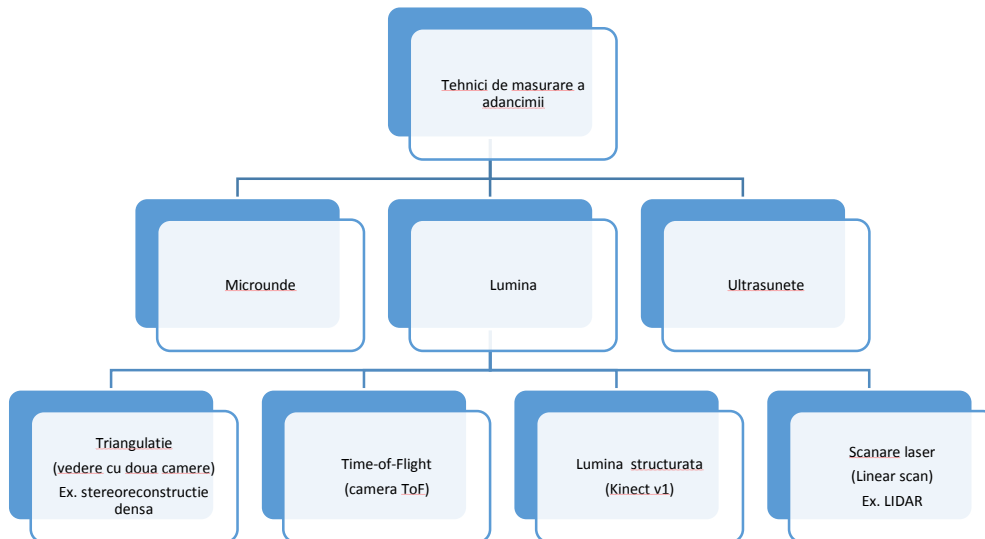 Tehnici de masurare a
adancimii
Microunde
Lumina
Ultrasunete
Triangulatie
(vedere cu doua camere)
Ex. stereoreconstructie
densa
Time-of-Flight
(camera ToF)
Lumina structurata
(Kinect v1)
Scanare laser
(Linear scan)
Ex. LIDAR